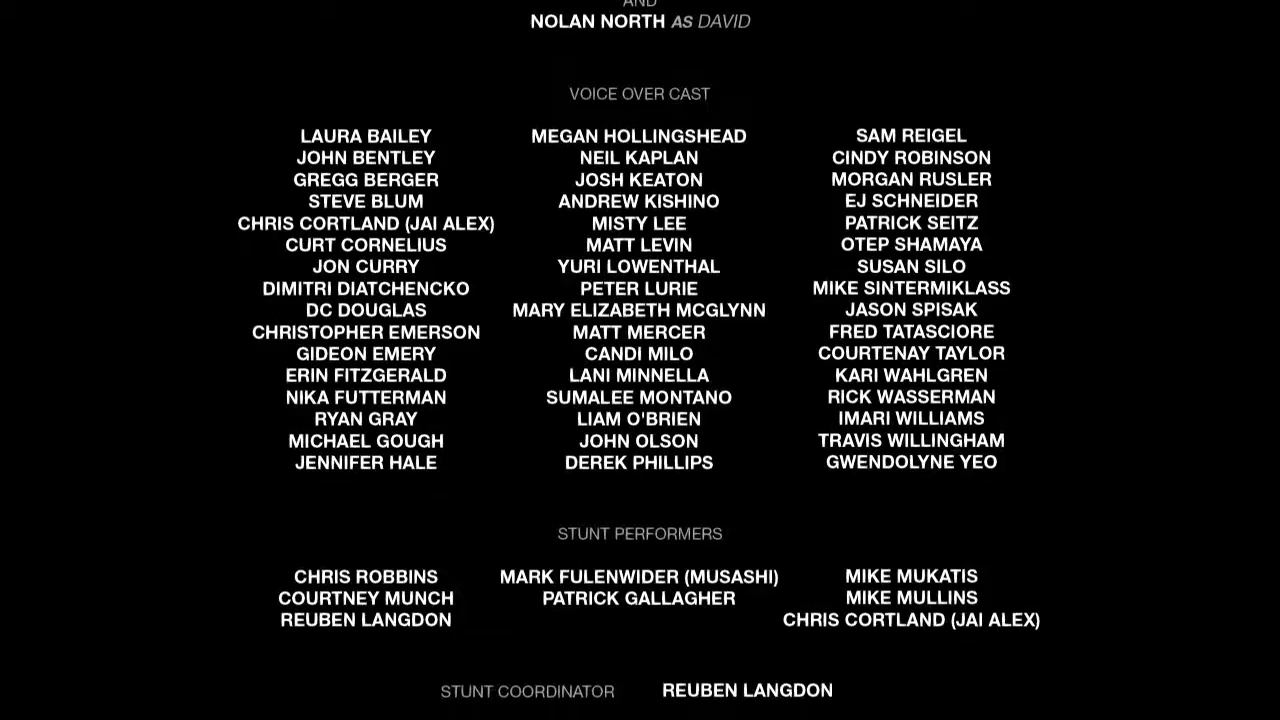 AND
NOLAN NORTH AS DAVID
VOICE OVER CAST
LAURA BAILEY MEGAN HOLLINGSHEAD SAM REIGEL
JOHN BENTLEY NEIL KAPLAN CINDY ROBINSON
GREGG BERGER JOSH KEATON MORGAN RUSLER
STEVE BLUM ANDREW KISHINO EJ SCHNEIDER
CHRIS CORTLAND (JAI ALEX) MISTY LEE PATRICK SEITZ
CURT CORNELIUS MATT LEVIN OTEP SHAMAYA
JON CURRY YURI LOWENTHAL SUSAN SILO
DIMITRI DIATCHENCKO PETER LURIE MIKE SINTERMIKLASS
DC DOUGLAS MARY ELIZABETH MCGLYNN JASON SPISAK
CHRISTOPHER EMERSON MATT MERCER FRED TATASCIORE
GIDEON EMERY CANDI MILO COURTENAY TAYLOR
ERIN FITZGERALD LANI MINNELLA KARI WAHLGREN
NIKA FUTTERMAN SUMALEE MONTANO RICK WASSERMAN
RYAN GRAY LIAM O'BRIEN IMARI WILLIAMS
MICHAEL GOUGH JOHN OLSON TRAVIS WILLINGHAM
JENNIFER HALE DEREK PHILLIPS GWENDOLYNE YEO
STUNT PERFORMERS
CHRIS ROBBINS MARK FULENWIDER (MUSASHI) MIKE MUKATIS
COURTNEY MUNCH PATRICK GALLAGHER MIKE MULLINS
REUBEN LANGDON CHRIS CORTLAND (JAI ALEX)
STUNT COORDINATOR REUBEN LANGDON